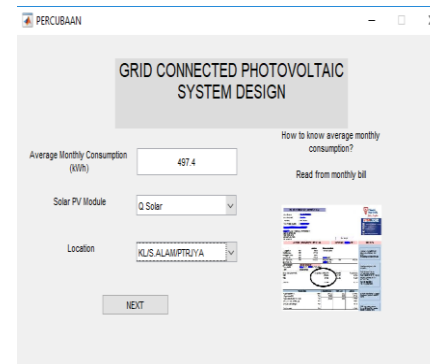 PERCUBAAN
GRID CONNECTED PHOTOVOLTAIC
SYSTEM DESIGN
Average Monthly Consumption
(kWh)
497.4
Solar PV Module
Q Solar
Location
KL/S.ALAM/PTRJYA
NEXT
How to know average monthly
consumption?
Read from monthly bill